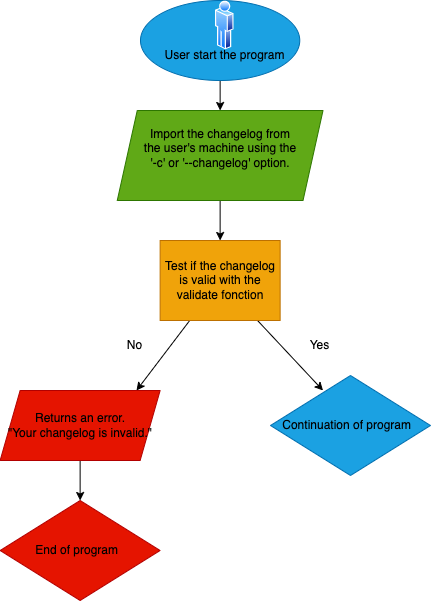 User start the program
Import the changelog from
the user's machine using the
'-c' or '--changelog' option.
Test if the changelog
is valid with the
validate fonction
No
Yes
Returns an error.
"Your changelog is invalid."
Continuation of program
End of program